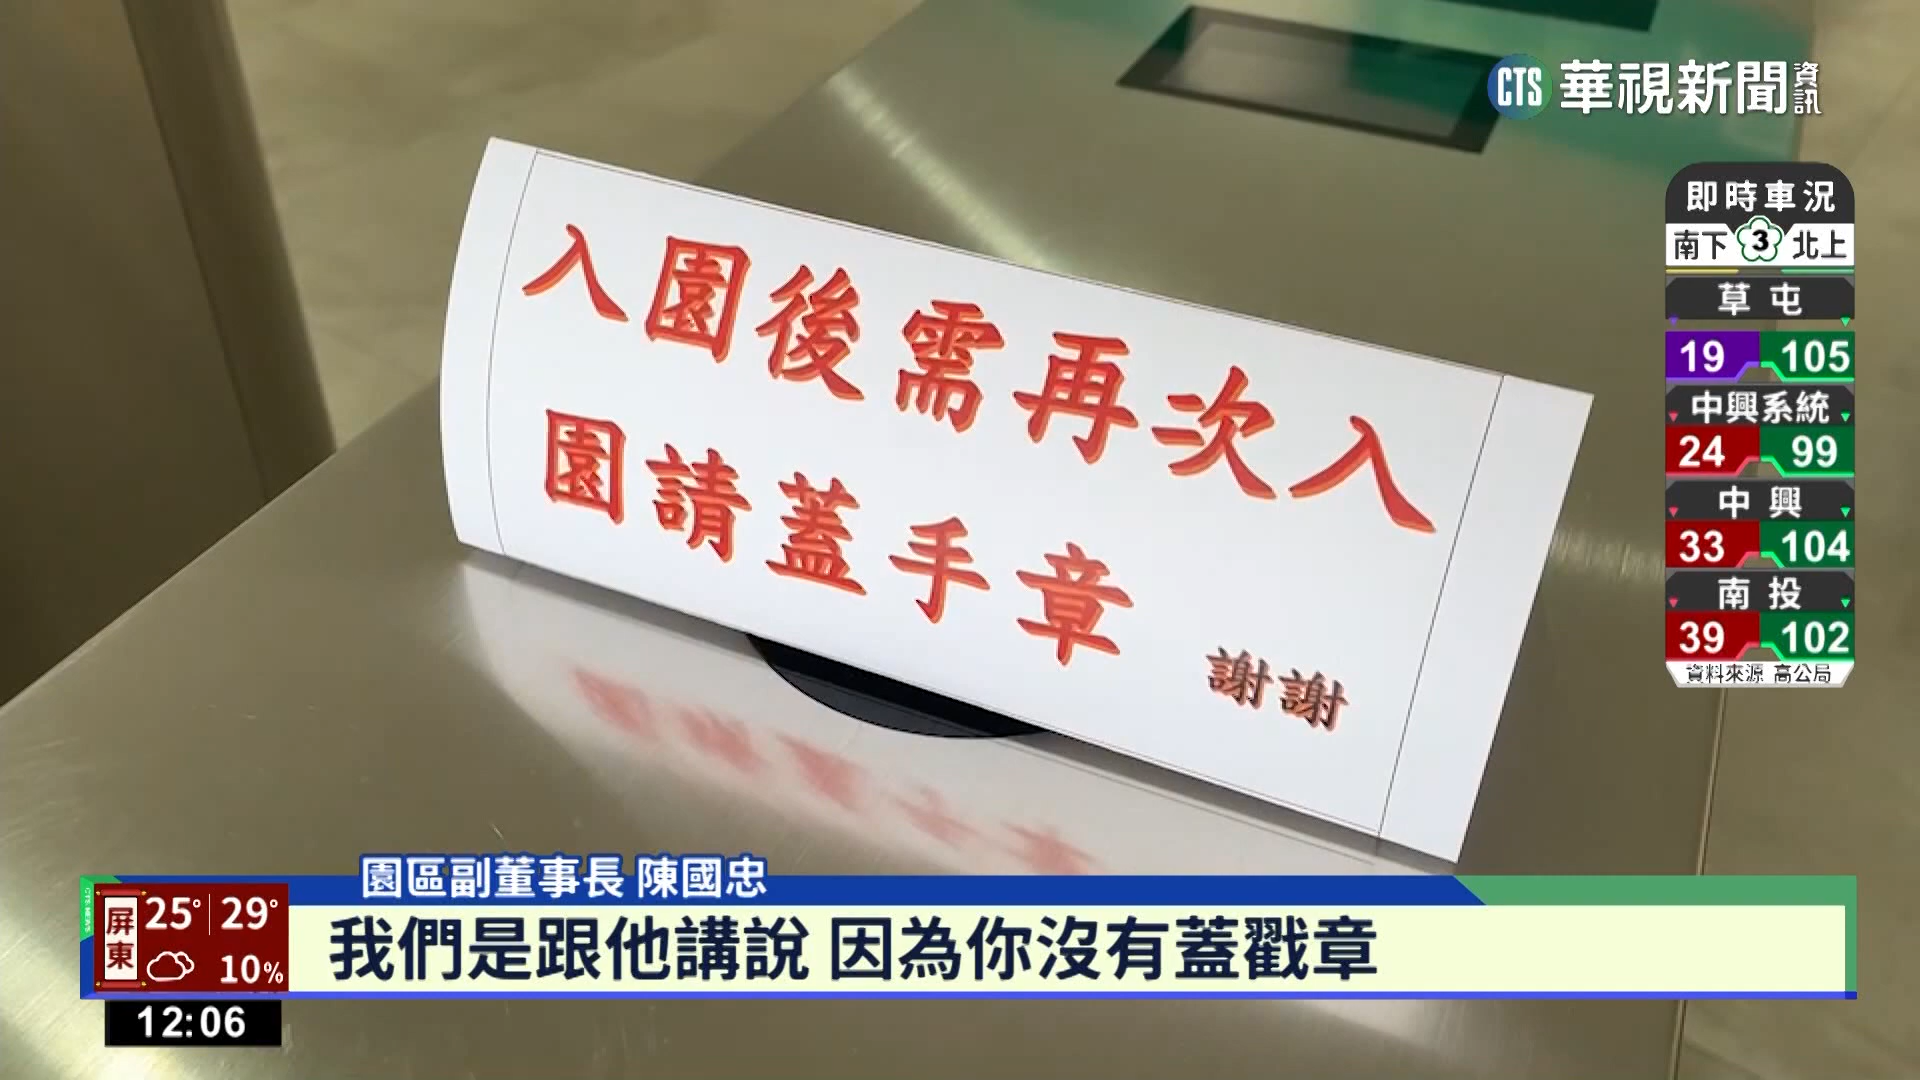 CTS 華視新聞資訊
即時車況
南下 3 北上
草屯
19 105
中興系統
24 99
中興
33 104
南投
39 102
資料來源 高公局
入園後需再次入
園請蓋手章
謝謝
園區副董事長 陳國忠
我們是跟他講說 因為你沒有蓋戳章
屏東
25° 29°
10%
12:06